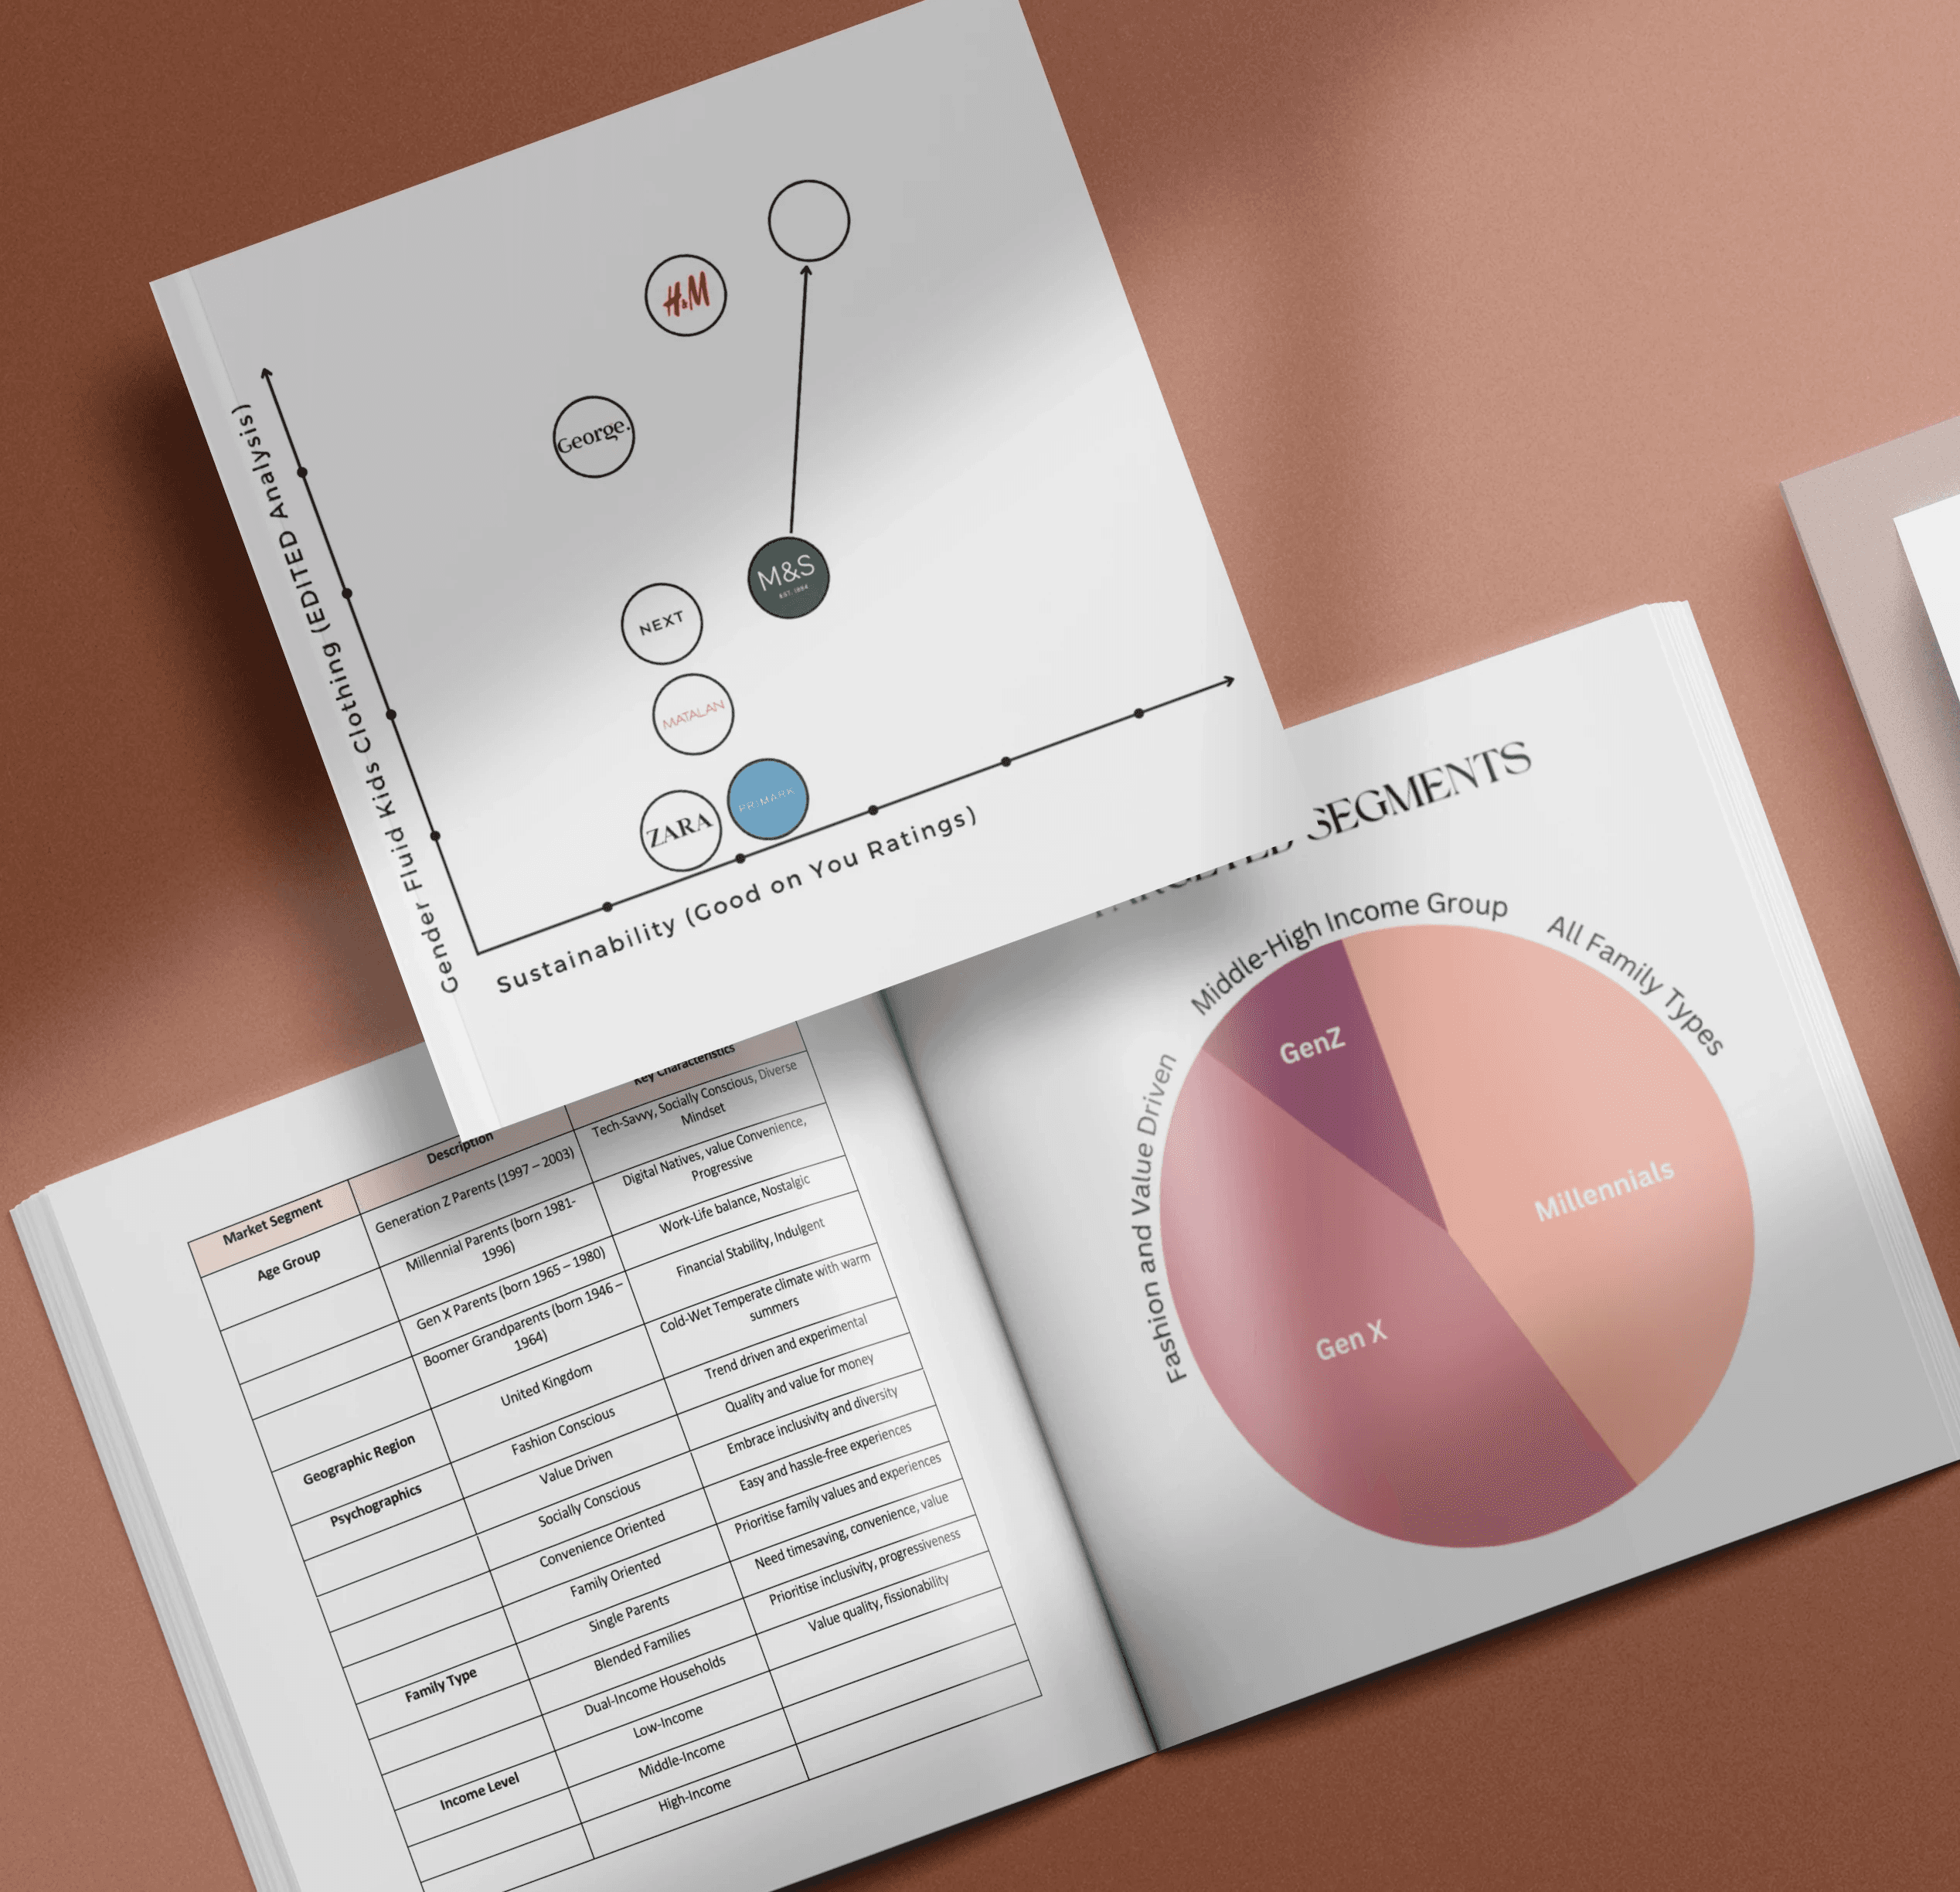 H&M
George.
M&S
EST. 1884
NEXT
MATALAN
ZARA
PRIMARK
Gender Fluid Kids Clothing (EDITED Analysis)
Sustainability (Good on You Ratings)
SEGMENTS
Middle-High Income Group
All Family Types
Fashion and Value Driven
GenZ
Millennials
Gen X
Market Segment
Description
Key Characteristics
Age Group
Generation Z Parents (1997 – 2003)
Tech-Savvy, Socially Conscious, Diverse
Mindset
Millennial Parents (born 1981-
1996)
Digital Natives, value Convenience,
Progressive
Gen X Parents (born 1965 – 1980)
Work-Life balance, Nostalgic
Boomer Grandparents (born 1946 –
1964)
Financial Stability, Indulgent
Geographic Region
United Kingdom
Cold-Wet Temperate climate with warm
summers
Psychographics
Fashion Conscious
Trend driven and experimental
Value Driven
Quality and value for money
Socially Conscious
Embrace inclusivity and diversity
Convenience Oriented
Easy and hassle-free experiences
Family Oriented
Prioritise family values and experiences
Family Type
Single Parents
Need timesaving, convenience, value
Blended Families
Prioritise inclusivity, progressiveness
Dual-Income Households
Value quality, fissionability
Income Level
Low-Income
Middle-Income
High-Income